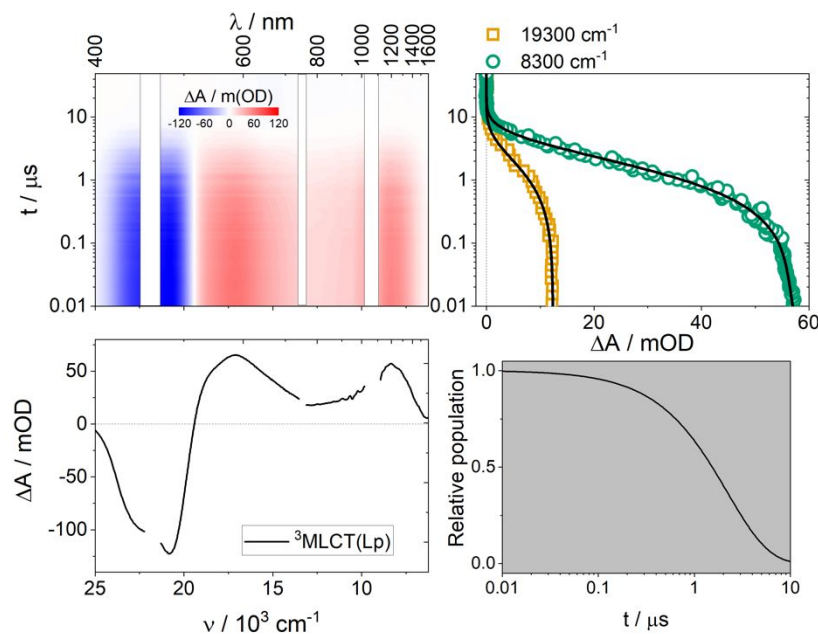 λ / nm
400 600 800 1000 1200 1400 1600
19300 cm⁻¹
8300 cm⁻¹
ΔA / m(OD)
-120 -60 0 60 120
t / μs
10
1
0.1
0.01
10
1
0.1
0.01
0 20 40 60
ΔA / mOD
ΔA / mOD
50
0
-50
-100
³MLCT(Lp)
25 20 15 10
ν / 10³ cm⁻¹
Relative population
1.0
0.5
0.0
0.01 0.1 1 10
t / μs